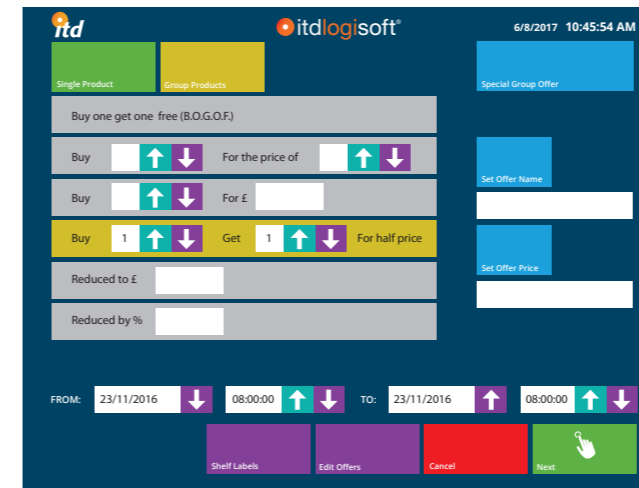 itd
itdlogisoft®
6/8/2017 10:45:54 AM
Single Product
Group Products
Special Group Offer
Buy one get one free (B.O.G.O.F.)
Buy For the price of
Set Offer Name
Buy For £
Buy 1 Get 1 For half price
Set Offer Price
Reduced to £
Reduced by %
FROM: 23/11/2016 08:00:00 TO: 23/11/2016 08:00:00
Shelf Labels
Edit Offers
Cancel
Next